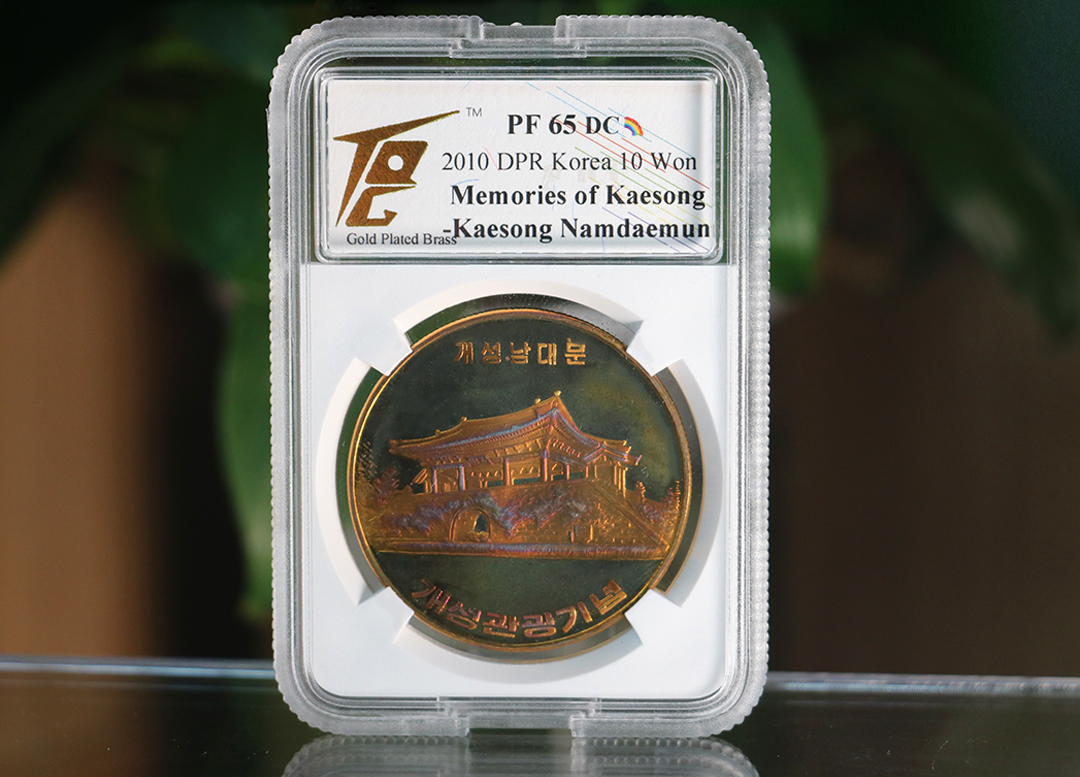 TM
PF 65 DC
2010 DPR Korea 10 Won
Memories of Kaesong
-Kaesong Namdaemun
Gold Plated Brass
개성남대문
개성관광기념